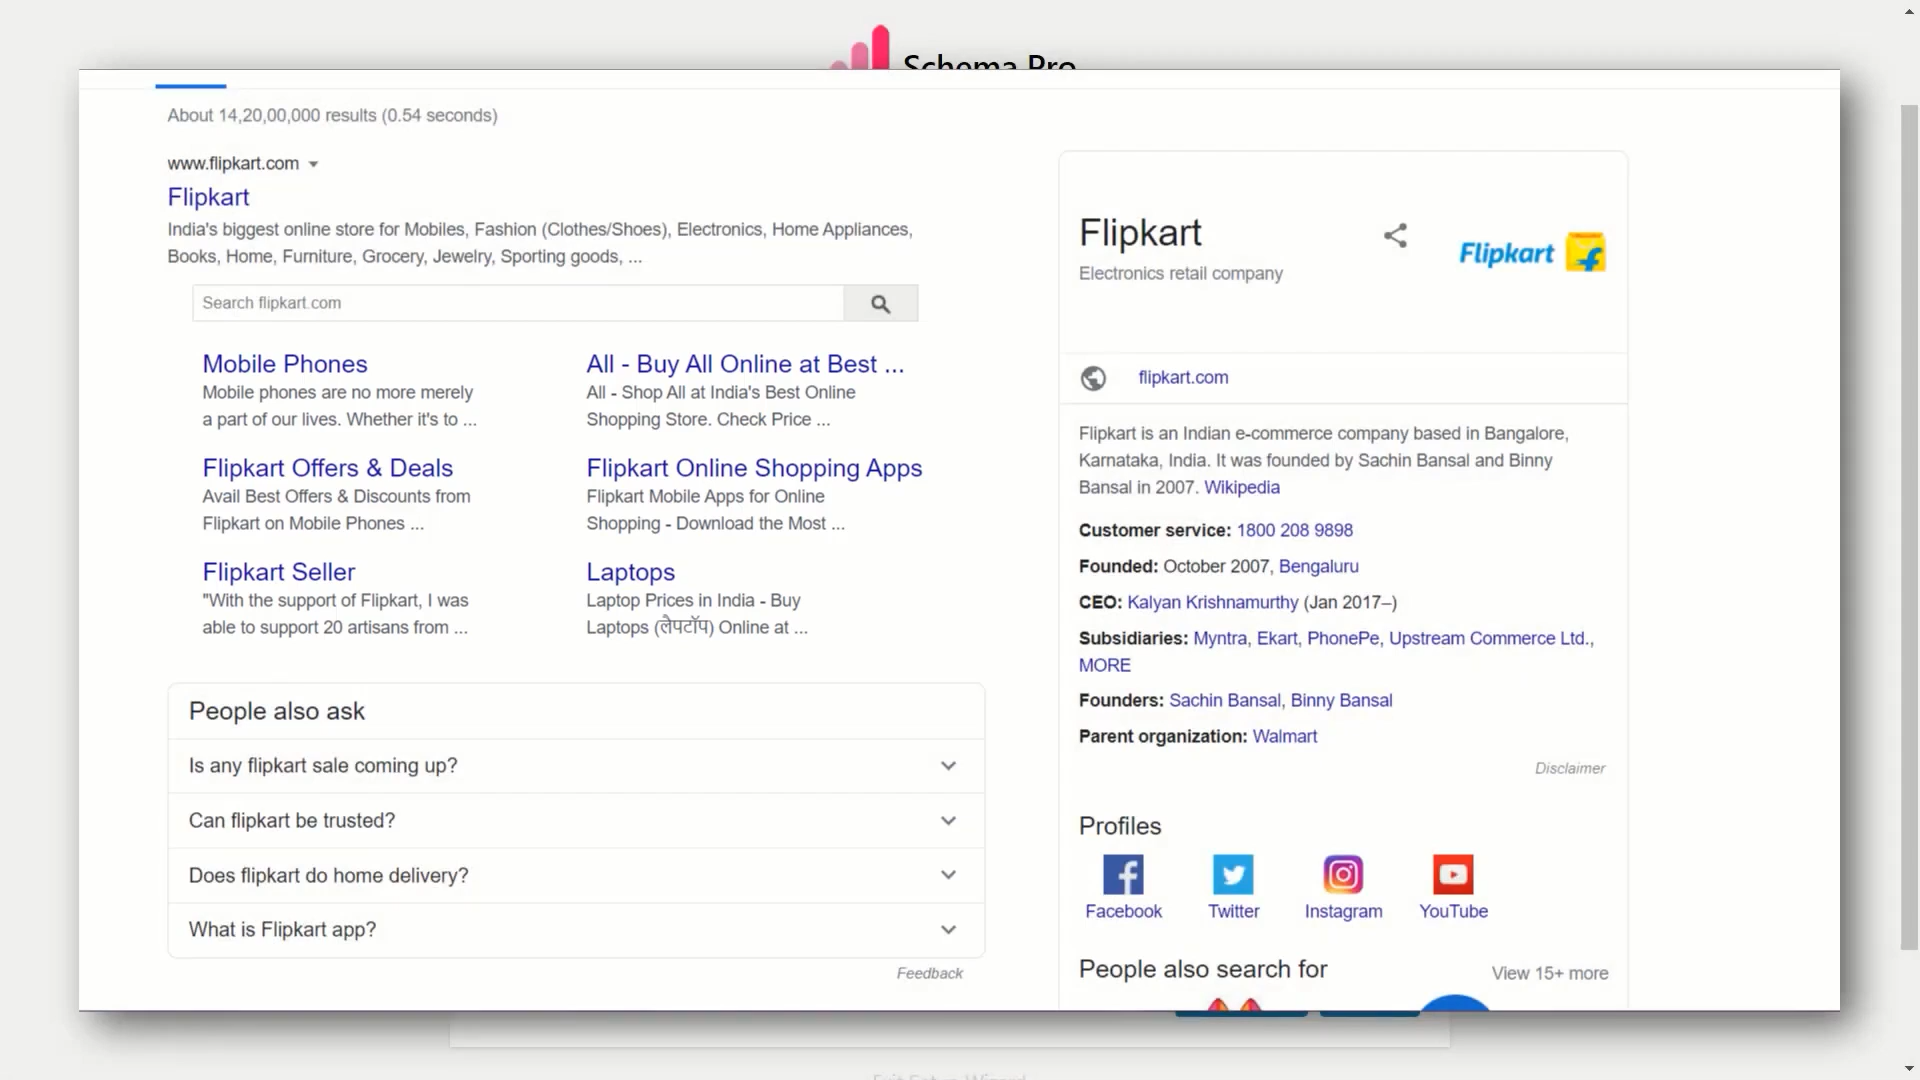 Schema Pro
About 14,20,00,000 results (0.54 seconds)
www.flipkart.com
Flipkart
India's biggest online store for Mobiles, Fashion (Clothes/Shoes), Electronics, Home Appliances,
Books, Home, Furniture, Grocery, Jewelry, Sporting goods, ...
Search flipkart.com
Mobile Phones
Mobile phones are no more merely
a part of our lives. Whether it's to ...
All - Buy All Online at Best ...
All - Shop All at India's Best Online
Shopping Store. Check Price ...
Flipkart Offers & Deals
Avail Best Offers & Discounts from
Flipkart on Mobile Phones ...
Flipkart Online Shopping Apps
Flipkart Mobile Apps for Online
Shopping - Download the Most ...
Flipkart Seller
"With the support of Flipkart, I was
able to support 20 artisans from ...
Laptops
Laptop Prices in India - Buy
Laptops (लैपटॉप) Online at ...
People also ask
Is any flipkart sale coming up?
Can flipkart be trusted?
Does flipkart do home delivery?
What is Flipkart app?
Feedback
Flipkart
Electronics retail company
Flipkart
flipkart.com
Flipkart is an Indian e-commerce company based in Bangalore,
Karnataka, India. It was founded by Sachin Bansal and Binny
Bansal in 2007. Wikipedia
Customer service: 1800 208 9898
Founded: October 2007, Bengaluru
CEO: Kalyan Krishnamurthy (Jan 2017–)
Subsidiaries: Myntra, Ekart, PhonePe, Upstream Commerce Ltd.,
MORE
Founders: Sachin Bansal, Binny Bansal
Parent organization: Walmart
Disclaimer
Profiles
Facebook
Twitter
Instagram
YouTube
People also search for
View 15+ more